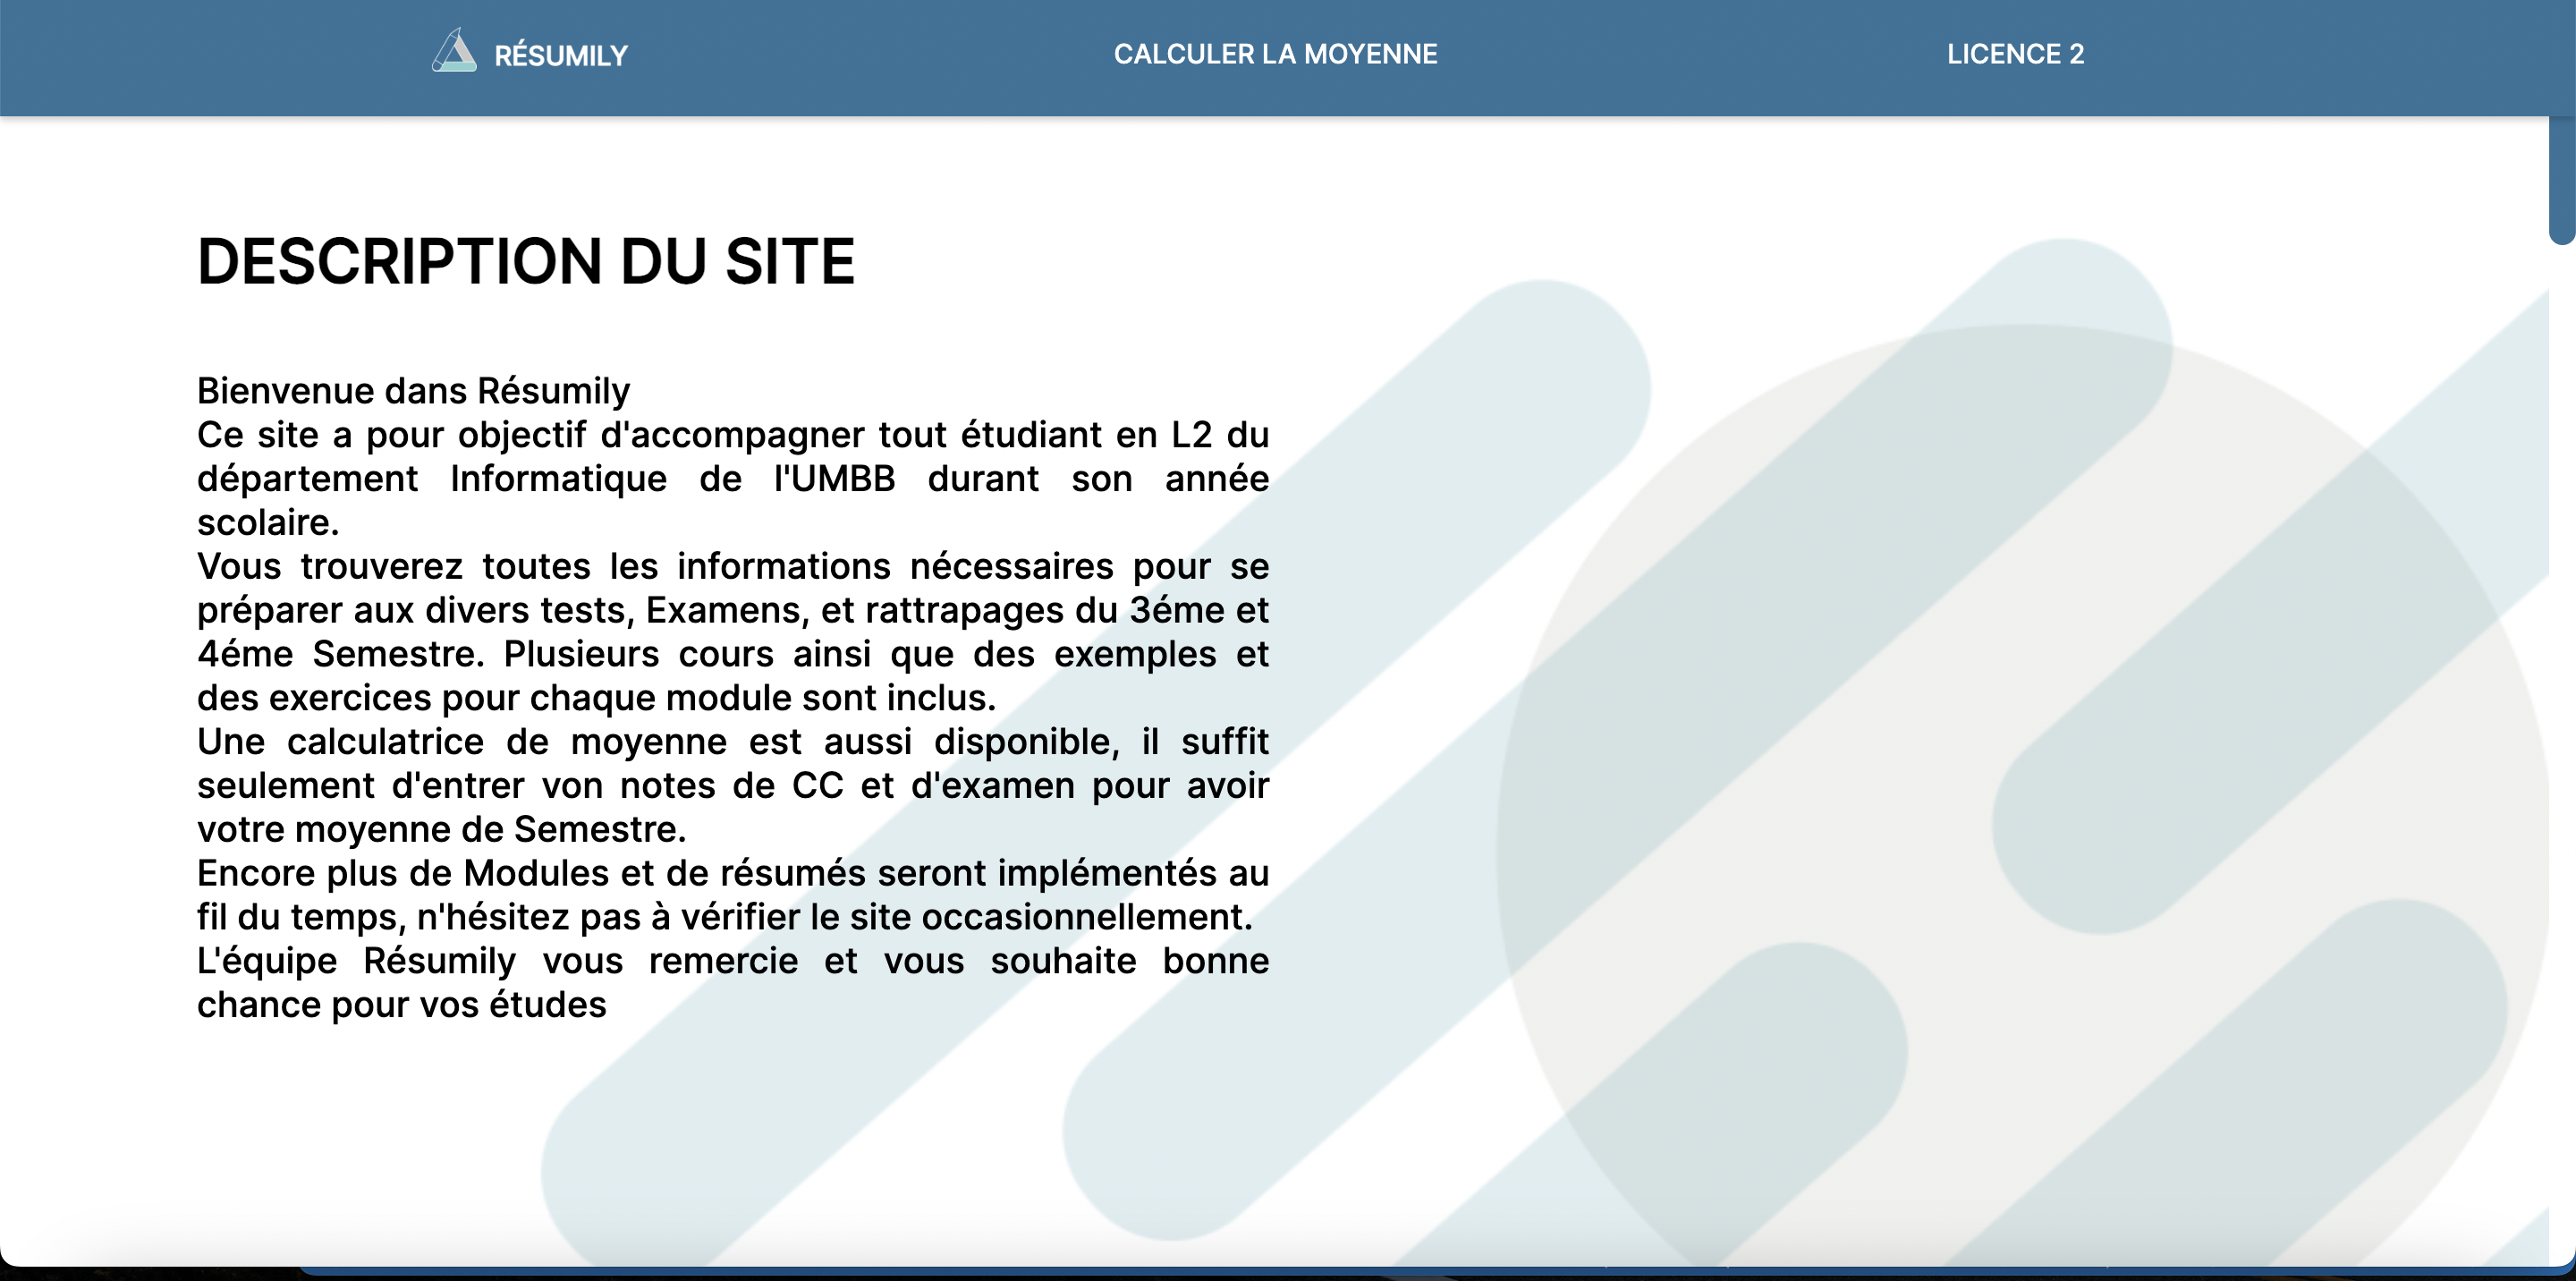 RÉSUMILY
CALCULER LA MOYENNE
LICENCE 2
DESCRIPTION DU SITE
Bienvenue dans Résumily
Ce site a pour objectif d'accompagner tout étudiant en L2 du
département Informatique de l'UMBB durant son année
scolaire.
Vous trouverez toutes les informations nécessaires pour se
préparer aux divers tests, Examens, et rattrapages du 3éme et
4éme Semestre. Plusieurs cours ainsi que des exemples et
des exercices pour chaque module sont inclus.
Une calculatrice de moyenne est aussi disponible, il suffit
seulement d'entrer von notes de CC et d'examen pour avoir
votre moyenne de Semestre.
Encore plus de Modules et de résumés seront implémentés au
fil du temps, n'hésitez pas à vérifier le site occasionnellement.
L'équipe Résumily vous remercie et vous souhaite bonne
chance pour vos études